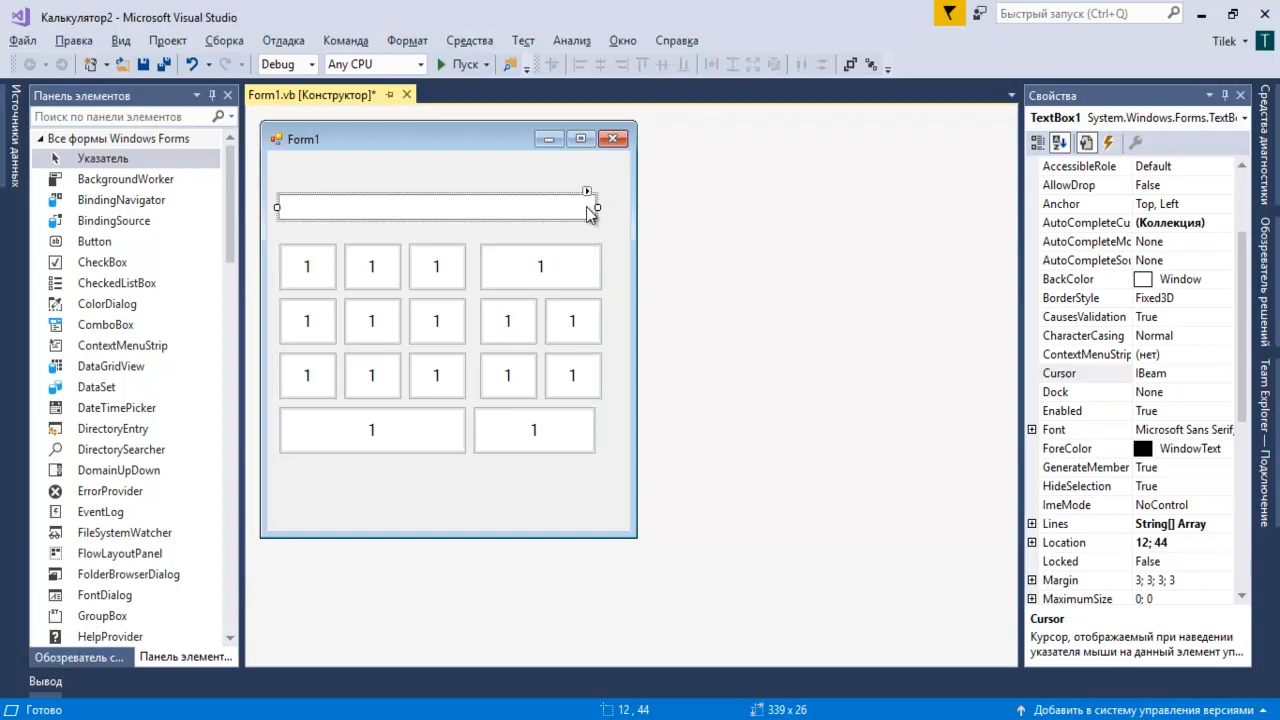 Калькулятор2 - Microsoft Visual Studio
Быстрый запуск (Ctrl+Q)
Файл Правка Вид Проект Сборка Отладка Команда Формат Средства Тест Анализ Окно Справка
Tilek T
Debug Any CPU Пуск
Источники данных
Панель элементов
Поиск по панели элементов
Все формы Windows Forms
Указатель
BackgroundWorker
BindingNavigator
BindingSource
Button
CheckBox
CheckedListBox
ColorDialog
ComboBox
ContextMenuStrip
DataGridView
DataSet
DateTimePicker
DirectoryEntry
DirectorySearcher
DomainUpDown
ErrorProvider
EventLog
FileSystemWatcher
FlowLayoutPanel
FolderBrowserDialog
FontDialog
GroupBox
HelpProvider
Обозреватель с... Панель элемент...
Form1.vb [Конструктор]*
Form1
1 1 1 1
1 1 1 1 1
1 1 1 1 1
1 1
Свойства
TextBox1 System.Windows.Forms.TextB
AccessibleRole Default
AllowDrop False
Anchor Top, Left
AutoCompleteCu (Коллекция)
AutoCompleteMo None
AutoCompleteSou None
BackColor Window
BorderStyle Fixed3D
CausesValidation True
CharacterCasing Normal
ContextMenuStrip (нет)
Cursor IBeam
Dock None
Enabled True
Font Microsoft Sans Serif,
ForeColor WindowText
GenerateMember True
HideSelection True
ImeMode NoControl
Lines String[] Array
Location 12; 44
Locked False
Margin 3; 3; 3; 3
MaximumSize 0; 0
Cursor
Курсор, отображаемый при наведении
указателя мыши на данный элемент уп...
Средства диагностики
Обозреватель решений
Team Explorer — Подключение
Вывод
Готово 12 , 44 339 x 26 Добавить в систему управления версиями